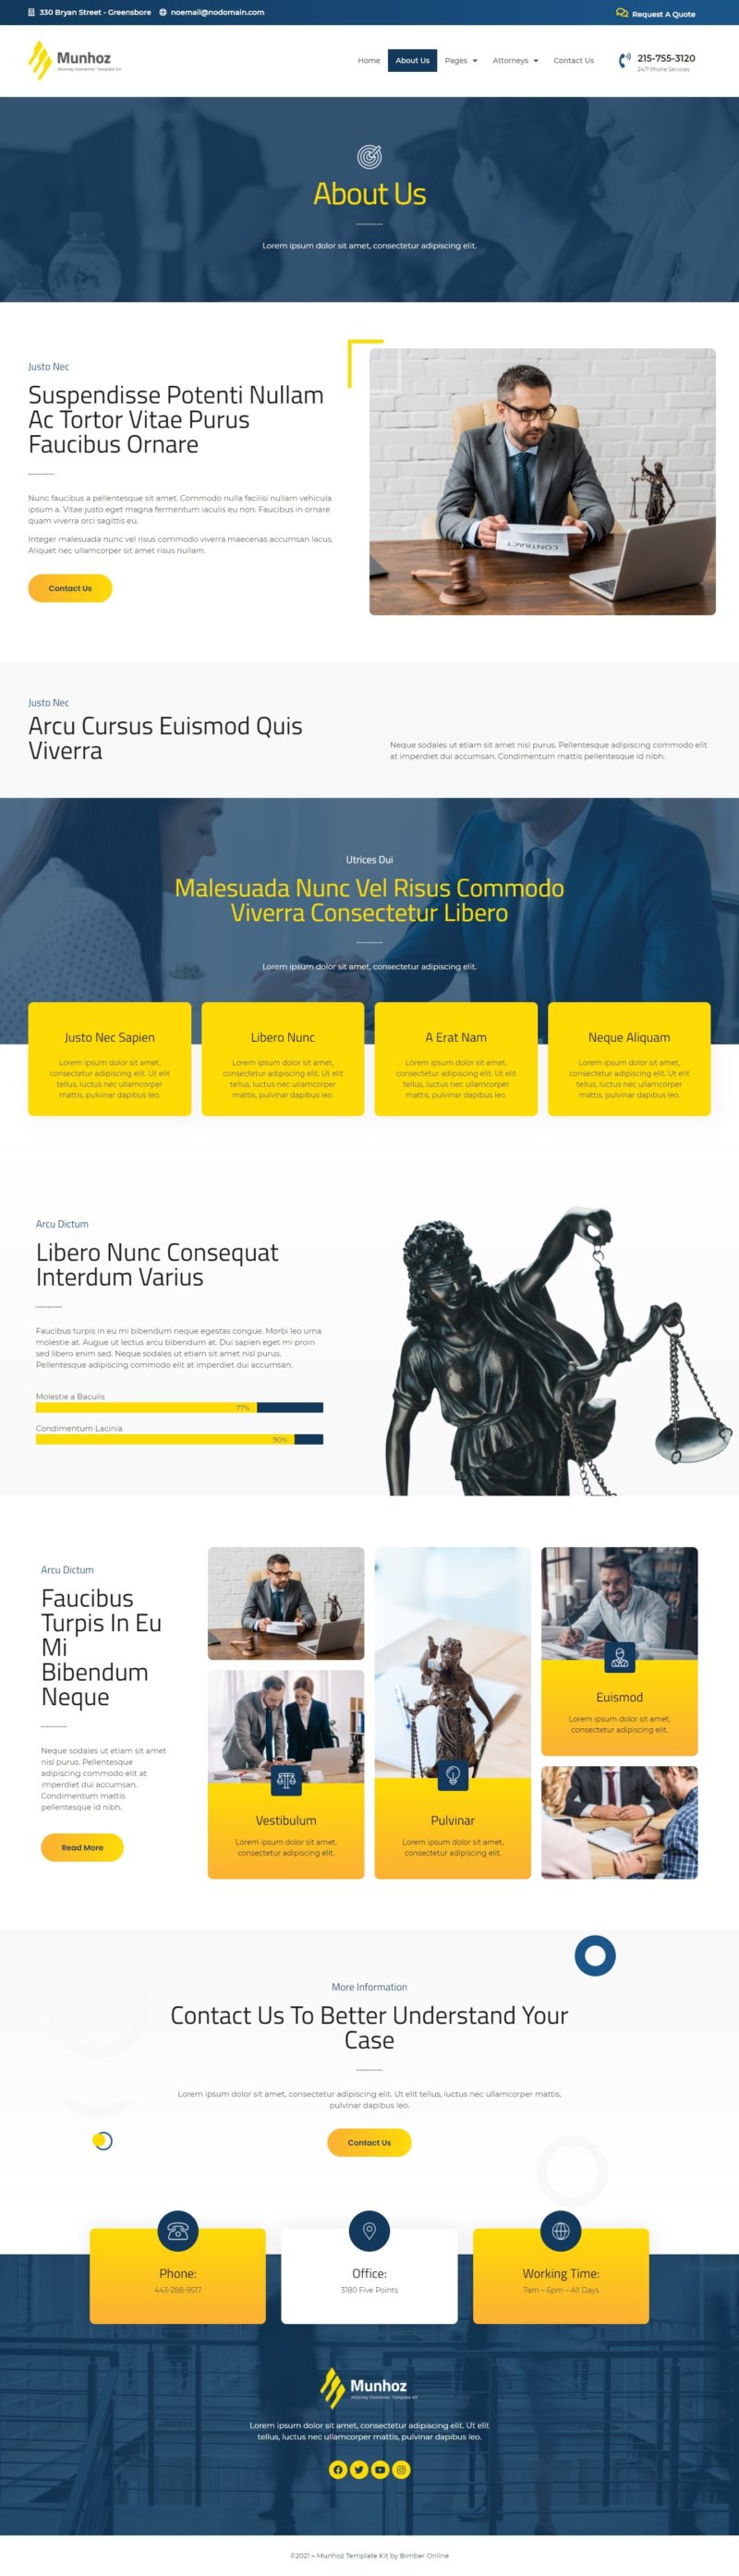 330 Bryan Street - Greensbore noemail@nodomain.com
Request A Quote
Munhoz
Attorney Elementor Template Kit
Home About Us Pages Attorneys Contact Us
215-755-3120
24/7 Phone Services
About Us
Lorem ipsum dolor sit amet, consectetur adipiscing elit.
Justo Nec
Suspendisse Potenti Nullam
Ac Tortor Vitae Purus
Faucibus Ornare
Nunc faucibus a pellentesque sit amet. Commodo nulla facilisi nullam vehicula
ipsum a. Vitae justo eget magna fermentum iaculis eu non. Faucibus in ornare
quam viverra orci sagittis eu.
Integer malesuada nunc vel risus commodo viverra maecenas accumsan lacus.
Aliquet nec ullamcorper sit amet risus nullam.
Contact Us
CONTRACT
Justo Nec
Arcu Cursus Euismod Quis
Viverra
Neque sodales ut etiam sit amet nisl purus. Pellentesque adipiscing commodo elit
at imperdiet dui accumsan. Condimentum mattis pellentesque id nibh.
Utrices Dui
Malesuada Nunc Vel Risus Commodo
Viverra Consectetur Libero
Lorem ipsum dolor sit amet, consectetur adipiscing elit.
Justo Nec Sapien
Lorem ipsum dolor sit amet,
consectetur adipiscing elit. Ut elit
tellus, luctus nec ullamcorper
mattis, pulvinar dapibus leo.
Libero Nunc
Lorem ipsum dolor sit amet,
consectetur adipiscing elit. Ut elit
tellus, luctus nec ullamcorper
mattis, pulvinar dapibus leo.
A Erat Nam
Lorem ipsum dolor sit amet,
consectetur adipiscing elit. Ut elit
tellus, luctus nec ullamcorper
mattis, pulvinar dapibus leo.
Neque Aliquam
Lorem ipsum dolor sit amet,
consectetur adipiscing elit. Ut elit
tellus, luctus nec ullamcorper
mattis, pulvinar dapibus leo.
Arcu Dictum
Libero Nunc Consequat
Interdum Varius
Faucibus turpis in eu mi bibendum neque egestas congue. Morbi leo urna
molestie at. Augue ut lectus arcu bibendum at. Dui sapien eget mi proin
sed libero enim sed. Neque sodales ut etiam sit amet nisl purus.
Pellentesque adipiscing commodo elit at imperdiet dui accumsan.
Molestie a Baculis
77%
Condimentum Lacinia
90%
Arcu Dictum
Faucibus
Turpis In Eu
Mi
Bibendum
Neque
Neque sodales ut etiam sit amet
nisl purus. Pellentesque
adipiscing commodo elit at
imperdiet dui accumsan.
Condimentum mattis
pellentesque id nibh.
Read More
Vestibulum
Lorem ipsum dolor sit amet,
consectetur adipiscing elit.
Pulvinar
Lorem ipsum dolor sit amet,
consectetur adipiscing elit.
Euismod
Lorem ipsum dolor sit amet,
consectetur adipiscing elit.
More Information
Contact Us To Better Understand Your
Case
Lorem ipsum dolor sit amet, consectetur adipiscing elit. Ut elit tellus, luctus nec ullamcorper mattis,
pulvinar dapibus leo.
Contact Us
Phone:
443-288-9517
Office:
3180 Five Points
Working Time:
7am – 6pm – All Days
Munhoz
Attorney Elementor Template Kit
Lorem ipsum dolor sit amet, consectetur adipiscing elit. Ut elit
tellus, luctus nec ullamcorper mattis, pulvinar dapibus leo.
©2021 – Munhoz Template Kit by Bimber Online